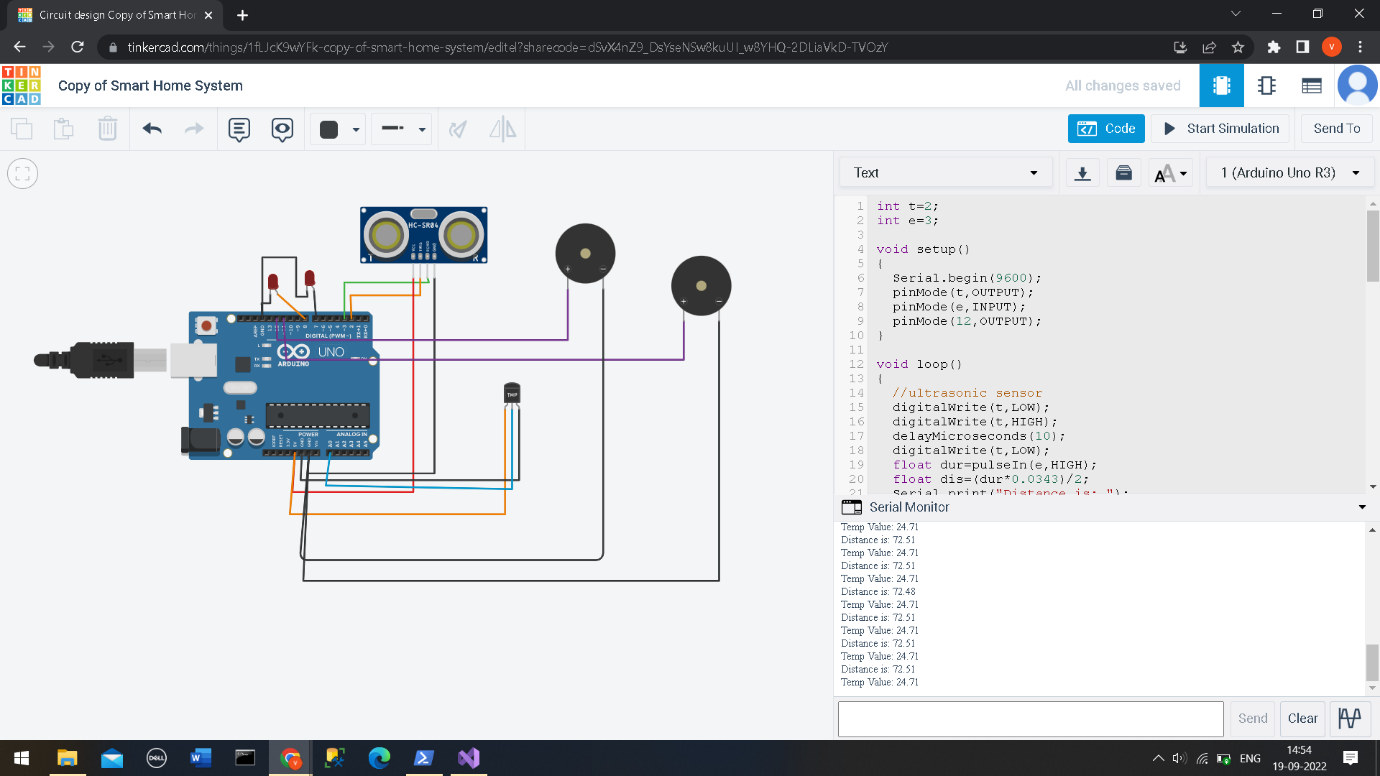 Circuit design Copy of Smart Ho
tinkercad.com/things/1fLJcK9wYFk-copy-of-smart-home-system/editel?sharecode=dSvX4nZ9_DsYseNSw8kuUI_w8YHQ-2DLiaVkD-TVOzY
V
TIN
KER
CAD
Copy of Smart Home System
All changes saved
Code
Start Simulation
Send To
Text
AA
1 (Arduino Uno R3)
1 int t=2;
2 int e=3;
3
4 void setup()
5 {
6 Serial.begin(9600);
7 pinMode(t,OUTPUT);
8 pinMode(e,INPUT);
9 pinMode(12,OUTPUT);
10 }
11
12 void loop()
13 {
14 //ultrasonic sensor
15 digitalWrite(t,LOW);
16 digitalWrite(t,HIGH);
17 delayMicroseconds(10);
18 digitalWrite(t,LOW);
19 float dur=pulseIn(e,HIGH);
20 float dis=(dur*0.0343)/2;
21 Serial.print("Distance is: ");
HC-SR04
T
R
DIGITAL (PWM~)
UNO
ARDUINO
TMP
POWER
ANALOG IN
Serial Monitor
Temp Value: 24.71
Distance is: 72.51
Temp Value: 24.71
Distance is: 72.51
Temp Value: 24.71
Distance is: 72.48
Temp Value: 24.71
Distance is: 72.51
Temp Value: 24.71
Distance is: 72.51
Temp Value: 24.71
Distance is: 72.51
Temp Value: 24.71
Send
Clear
DELL
W
V
ENG
14:54
19-09-2022